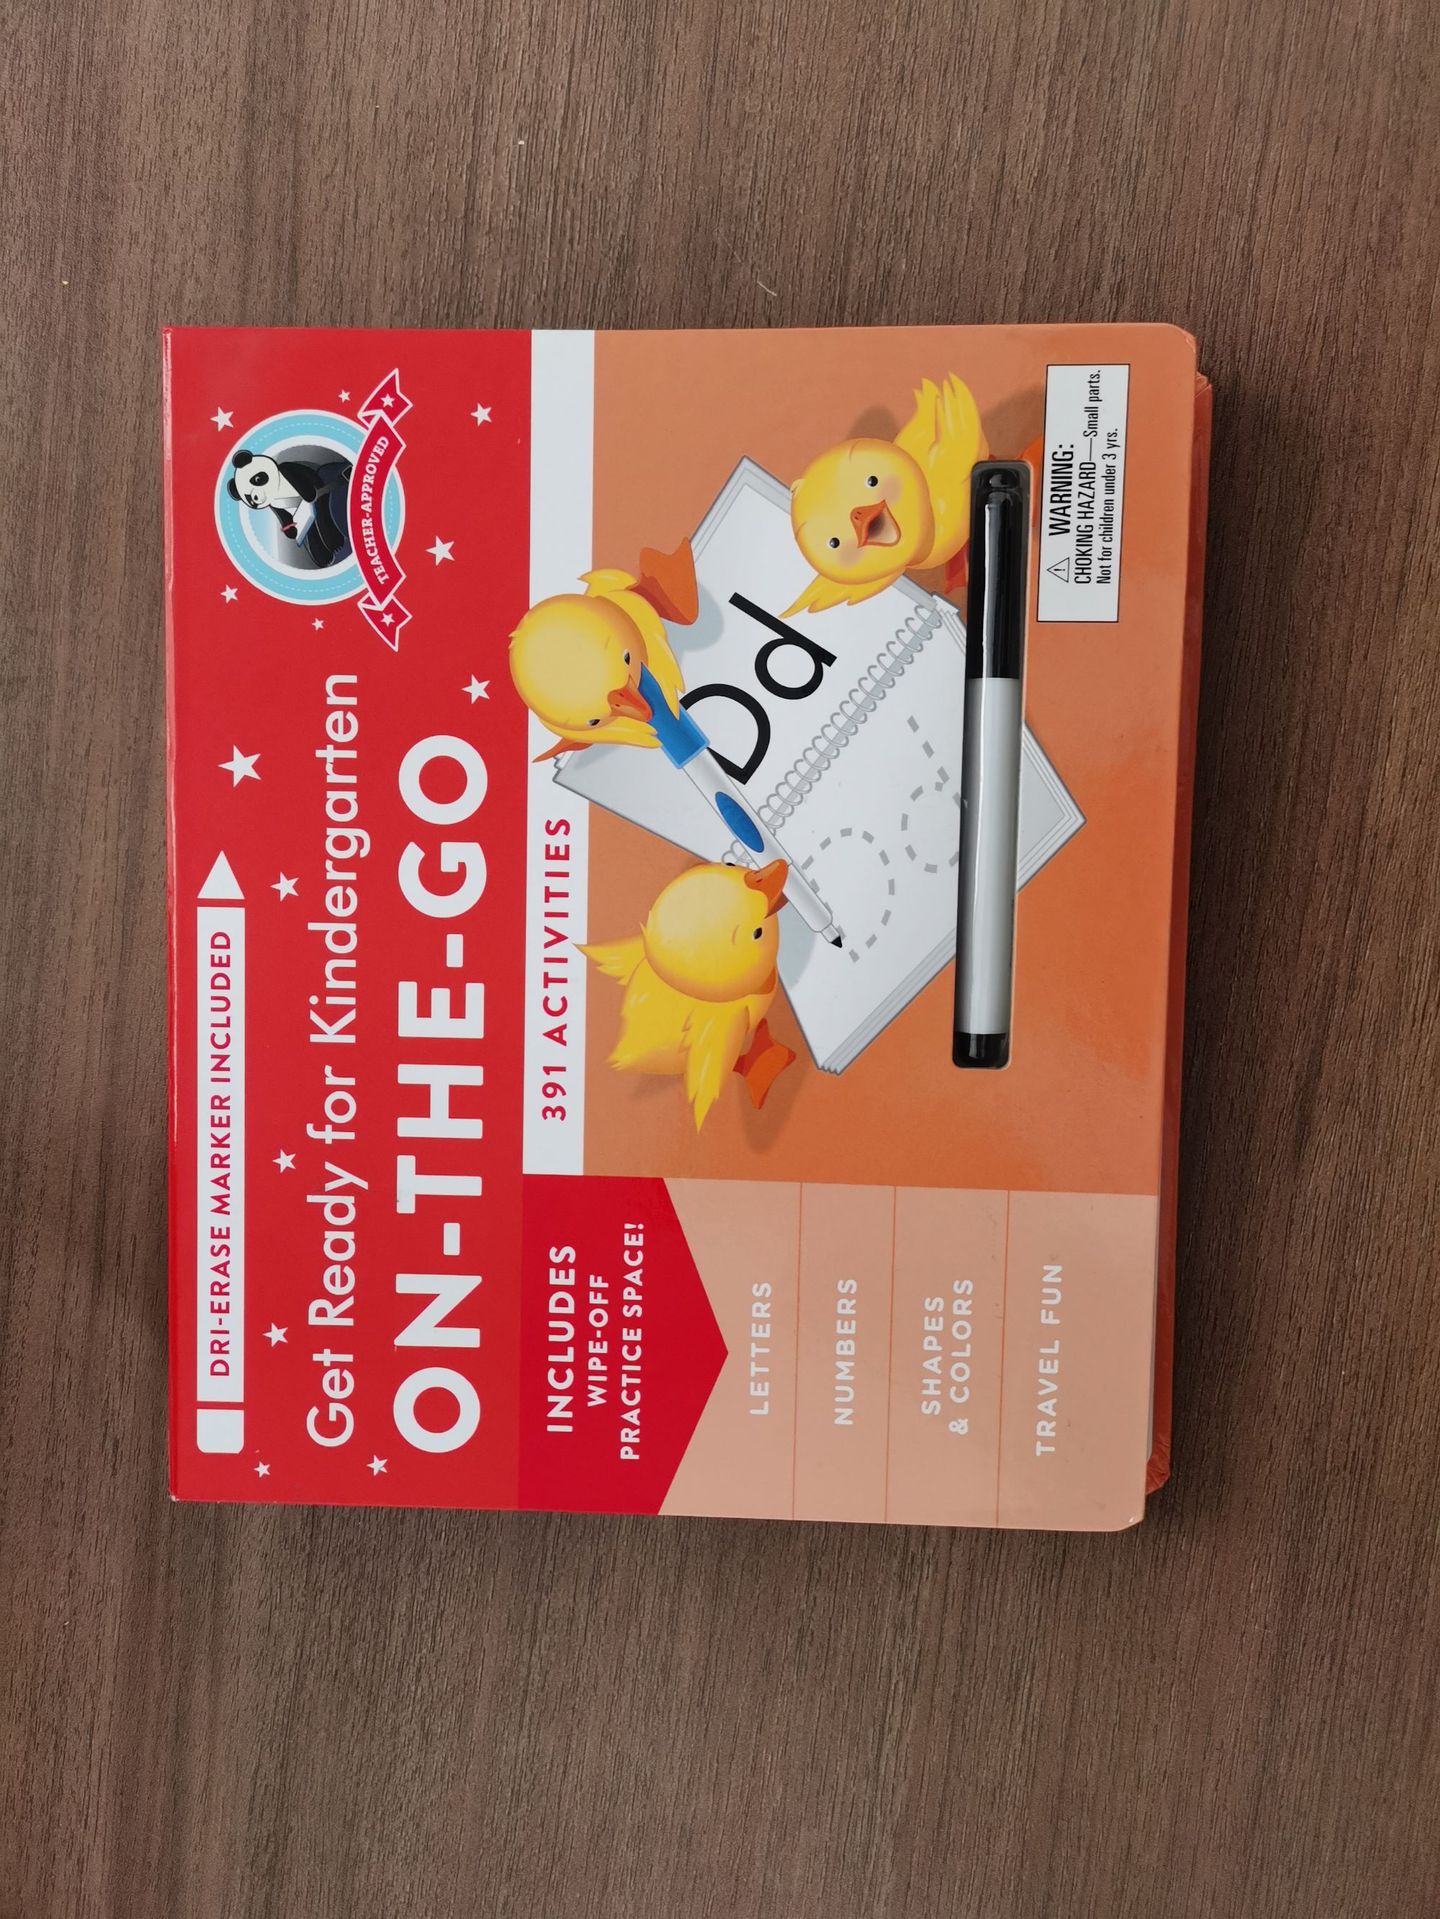 DRI-ERASE MARKER INCLUDED
Get Ready for Kindergarten
ON-THE-GO
TEACHER-APPROVED
391 ACTIVITIES
INCLUDES
WIPE-OFF
PRACTICE SPACE!
LETTERS
NUMBERS
SHAPES
& COLORS
TRAVEL FUN
Dd
WARNING:
CHOKING HAZARD—Small parts.
Not for children under 3 yrs.